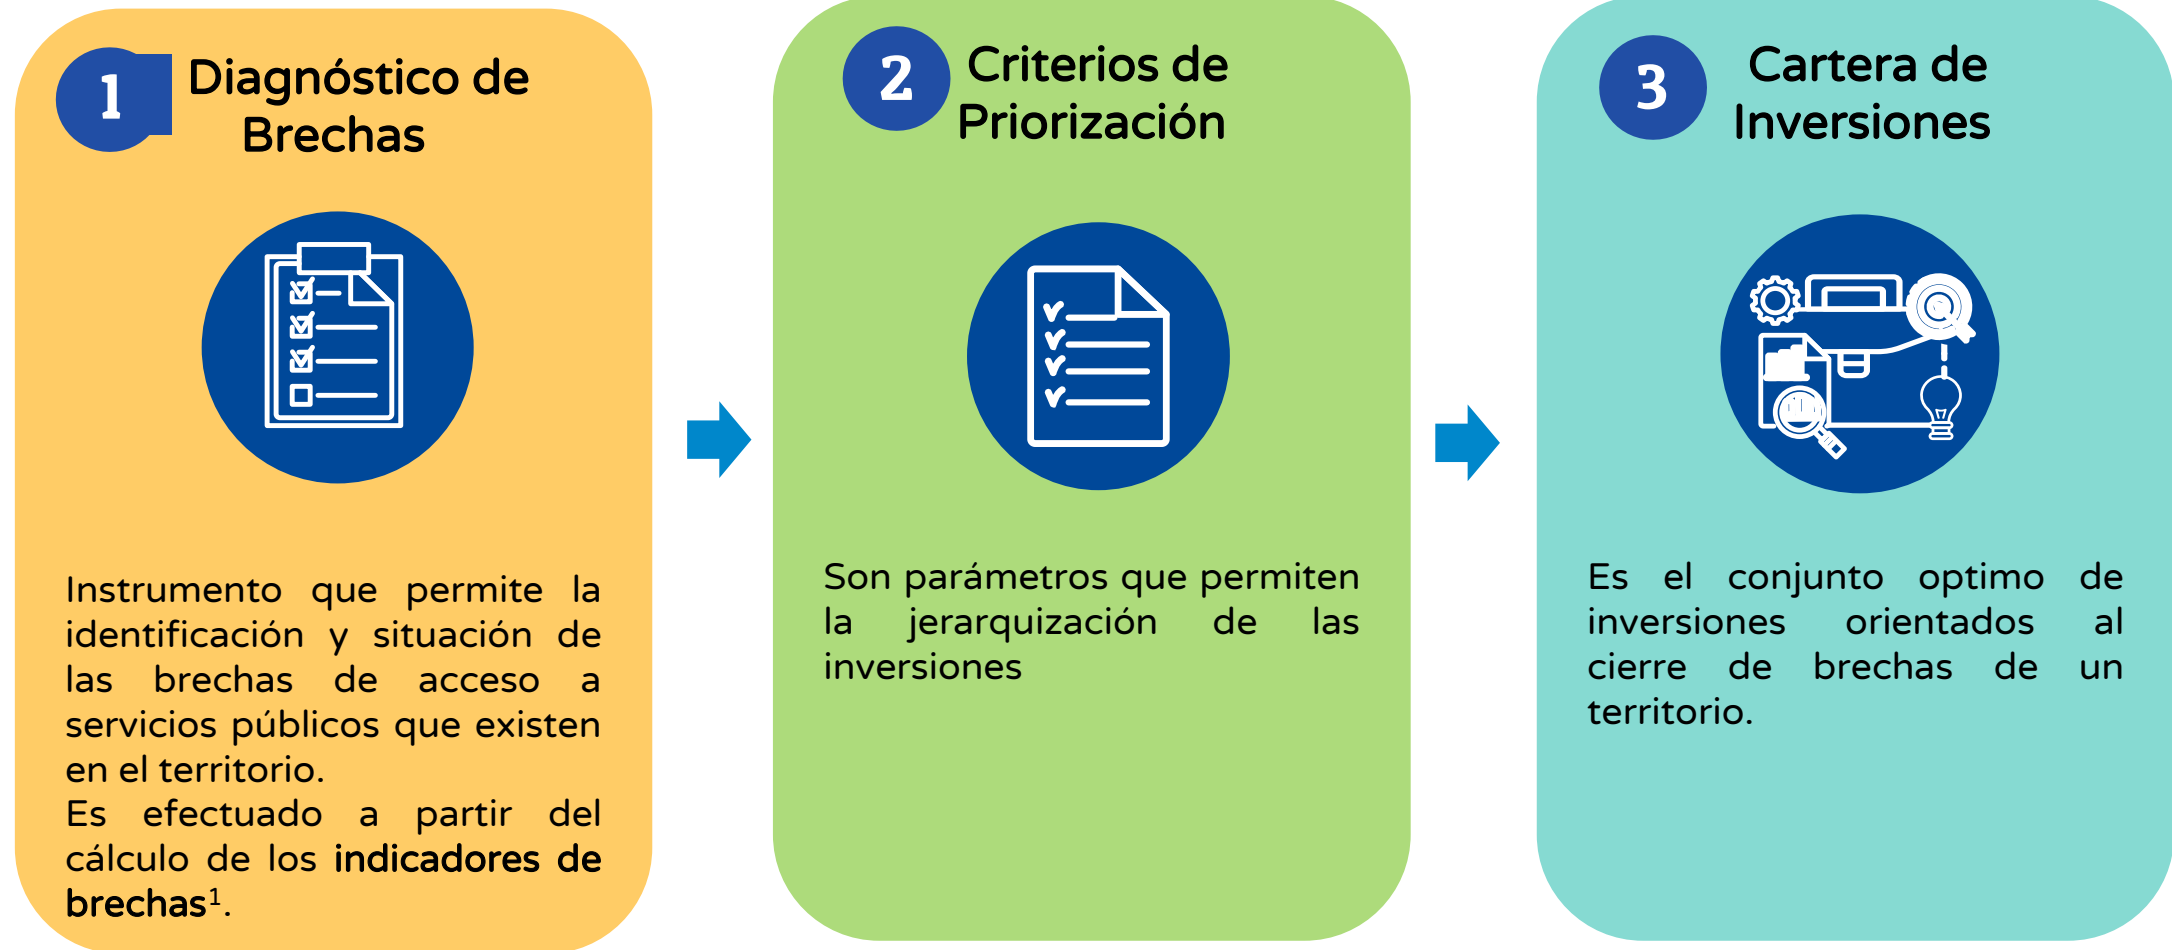 1
Diagnóstico de
Brechas
Instrumento que permite la
identificación y situación de
las brechas de acceso a
servicios públicos que existen
en el territorio.
Es efectuado a partir del
cálculo de los indicadores de
brechas¹.
2
Criterios de
Priorización
Son parámetros que permiten
la jerarquización de las
inversiones
3
Cartera de
Inversiones
Es el conjunto optimo de
inversiones orientados al
cierre de brechas de un
territorio.